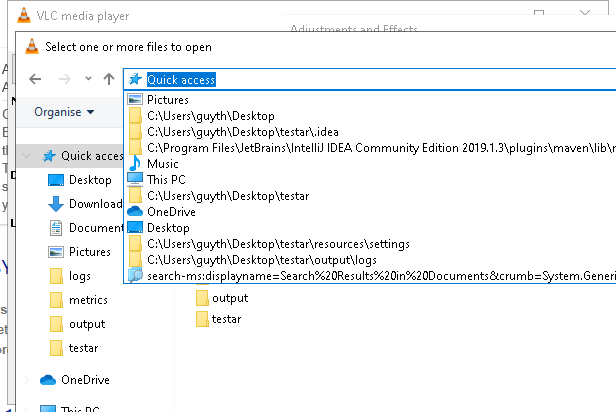 VLC media player
Adjustments and Effects
Select one or more files to open
Quick access
Organise
Pictures
C:\Users\guyth\Desktop
C:\Users\guyth\Desktop\testar\.idea
C:\Program Files\JetBrains\IntelliJ IDEA Community Edition 2019.1.3\plugins\maven\lib\
Music
This PC
C:\Users\guyth\Desktop\testar
OneDrive
Desktop
C:\Users\guyth\Desktop\testar\resources\settings
C:\Users\guyth\Desktop\testar\output\logs
search-ms:displayname=Search%20Results%20in%20Documents&crumb=System.Generi
Quick acces
Desktop
Download
Document
Pictures
logs
metrics
output
testar
OneDrive
This PC
output
testar